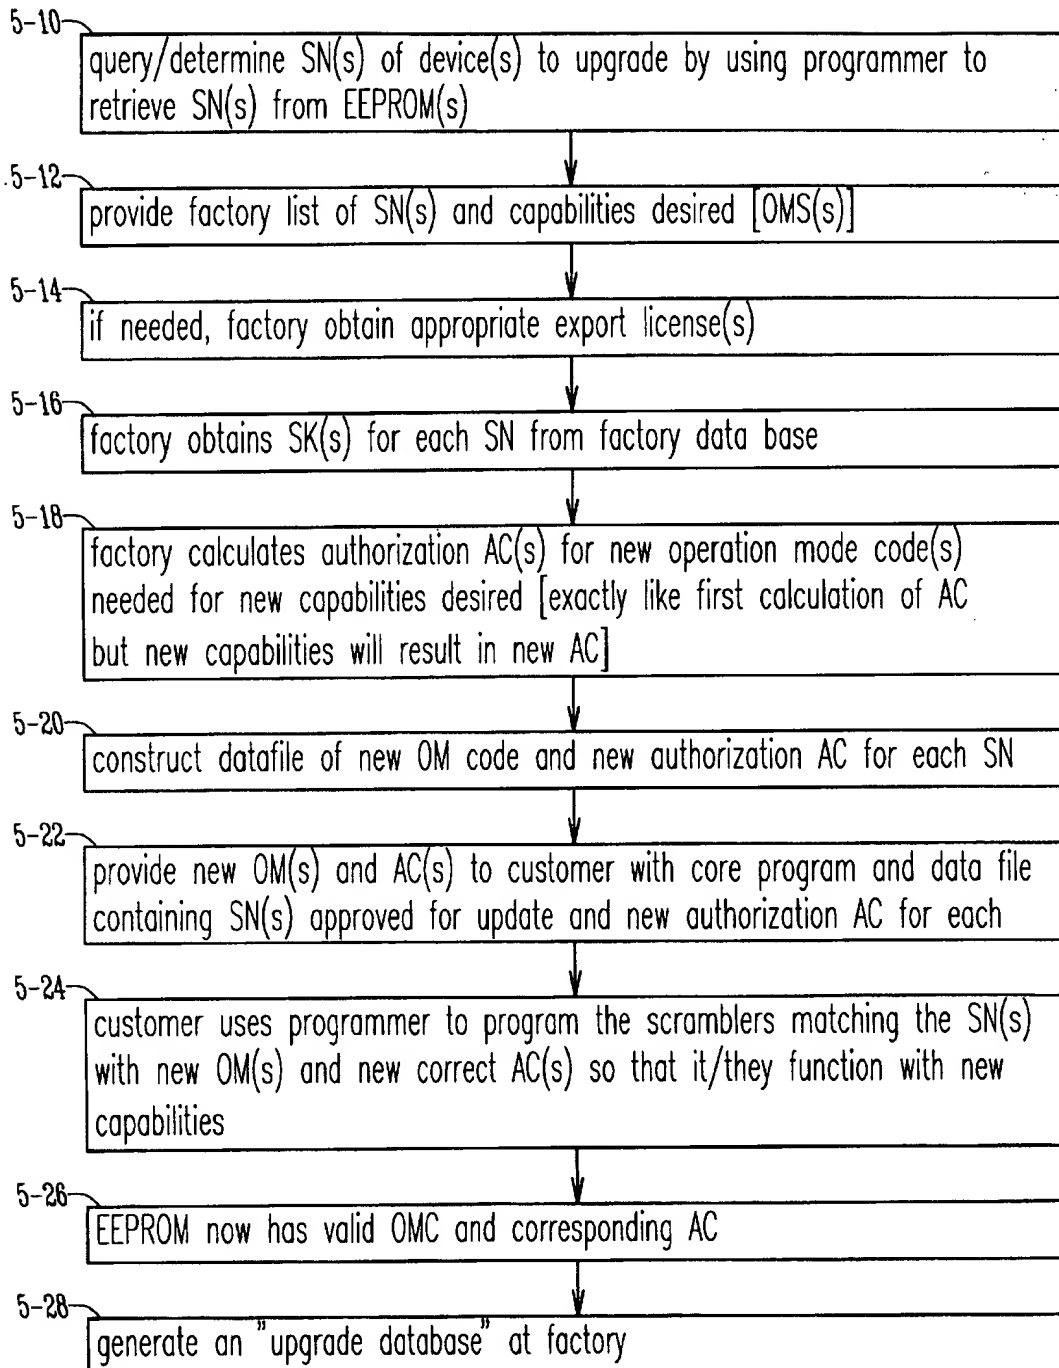 5-10
query/determine SN(s) of device(s) to upgrade by using programmer to
retrieve SN(s) from EEPROM(s)
5-12
provide factory list of SN(s) and capabilities desired [OMS(s)]
5-14
if needed, factory obtain appropriate export license(s)
5-16
factory obtains SK(s) for each SN from factory data base
5-18
factory calculates authorization AC(s) for new operation mode code(s)
needed for new capabilities desired [exactly like first calculation of AC
but new capabilities will result in new AC]
5-20
construct datafile of new OM code and new authorization AC for each SN
5-22
provide new OM(s) and AC(s) to customer with core program and data file
containing SN(s) approved for update and new authorization AC for each
5-24
customer uses programmer to program the scramblers matching the SN(s)
with new OM(s) and new correct AC(s) so that it/they function with new
capabilities
5-26
EEPROM now has valid OMC and corresponding AC
5-28
generate an "upgrade database" at factory